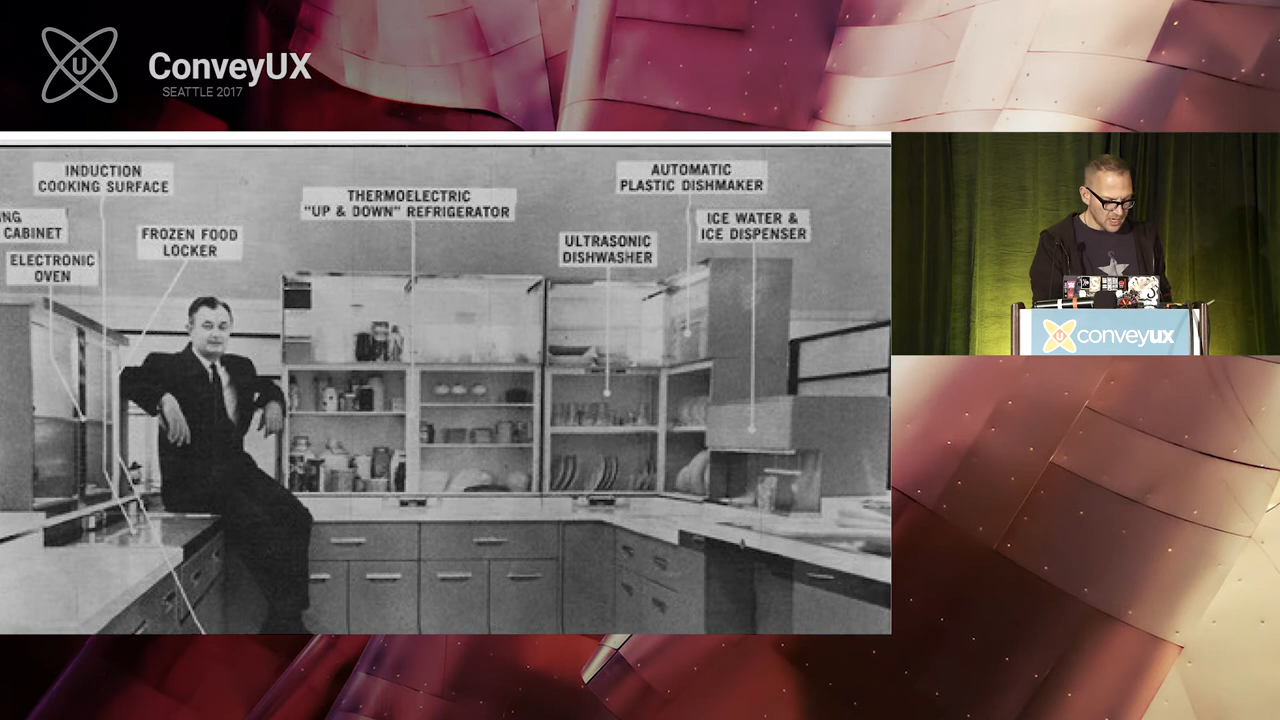 ConveyUX
SEATTLE 2017
INDUCTION
COOKING SURFACE
NG
CABINET
ELECTRONIC
OVEN
FROZEN FOOD
LOCKER
THERMOELECTRIC
"UP & DOWN" REFRIGERATOR
ULTRASONIC
DISHWASHER
AUTOMATIC
PLASTIC DISHMAKER
ICE WATER &
ICE DISPENSER
U
conveyux